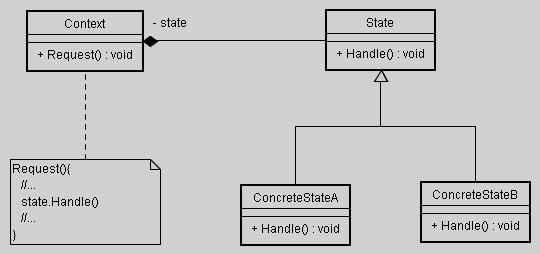 Context
+ Request() : void
- state
State
+ Handle() : void
Request(){
//...
state.Handle()
//...
}
ConcreteStateA
+ Handle() : void
ConcreteStateB
+ Handle() : void